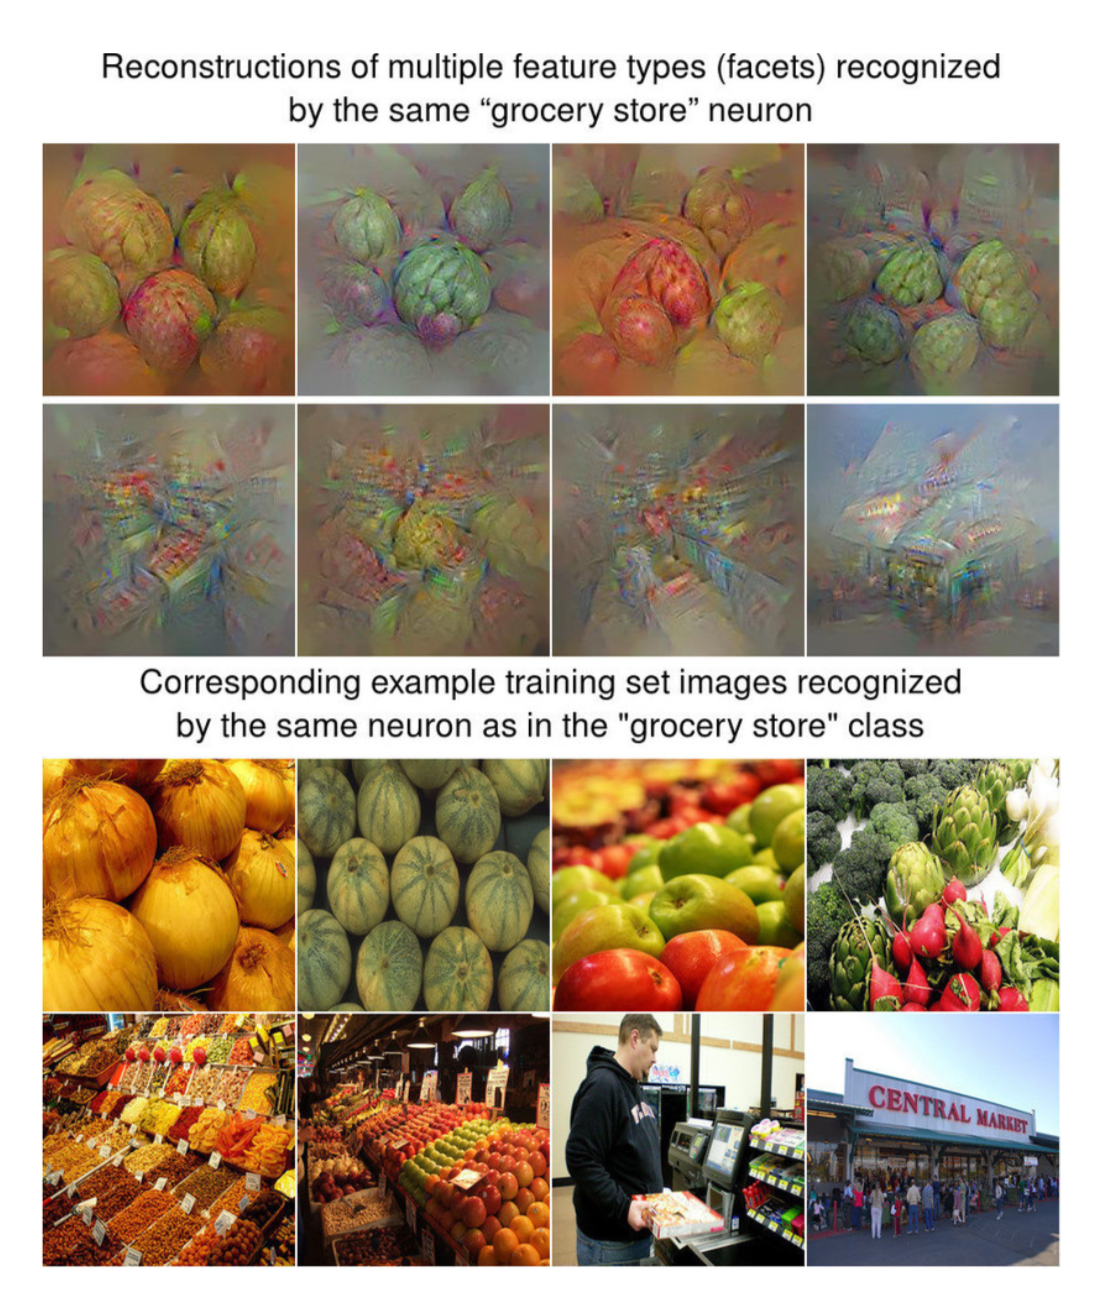 Reconstructions of multiple feature types (facets) recognized
by the same “grocery store” neuron
Corresponding example training set images recognized
by the same neuron as in the "grocery store" class
CENTRAL MARKET